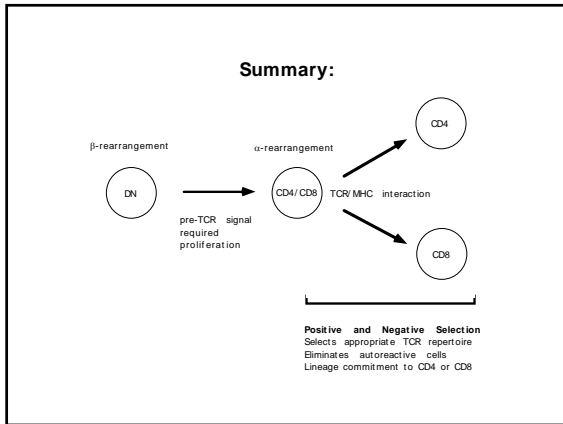 Summary:
CD4
β-rearrangement
α-rearrangement
DN
CD4/CD8
TCR/MHC interaction
pre-TCR signal
required
proliferation
CD8
Positive and Negative Selection
Selects appropriate TCR repertoire
Eliminates autoreactive cells
Lineage commitment to CD4 or CD8